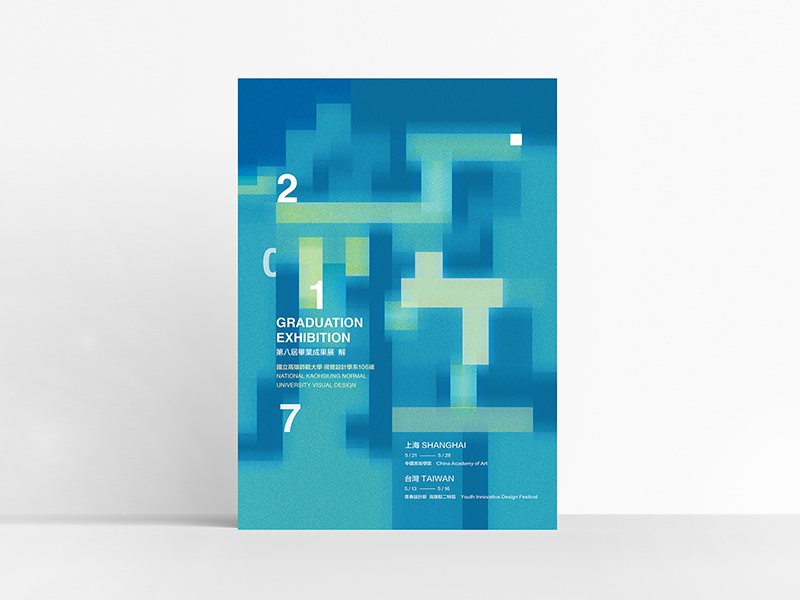 2
0
1
GRADUATION
EXHIBITION
第八屆畢業成果展 解
國立高雄師範大學 視覺設計學系106級
NATIONAL KAOHSIUNG NORMAL
UNIVERSITY VISUAL DESIGN
7
上海 SHANGHAI
5 / 21 ——— 5 / 28
中國美術學院 China Academy of Art
台灣 TAIWAN
5 / 13 ——— 5 / 16
青春設計節 高雄駁二特區 Youth Innovative Design Festival